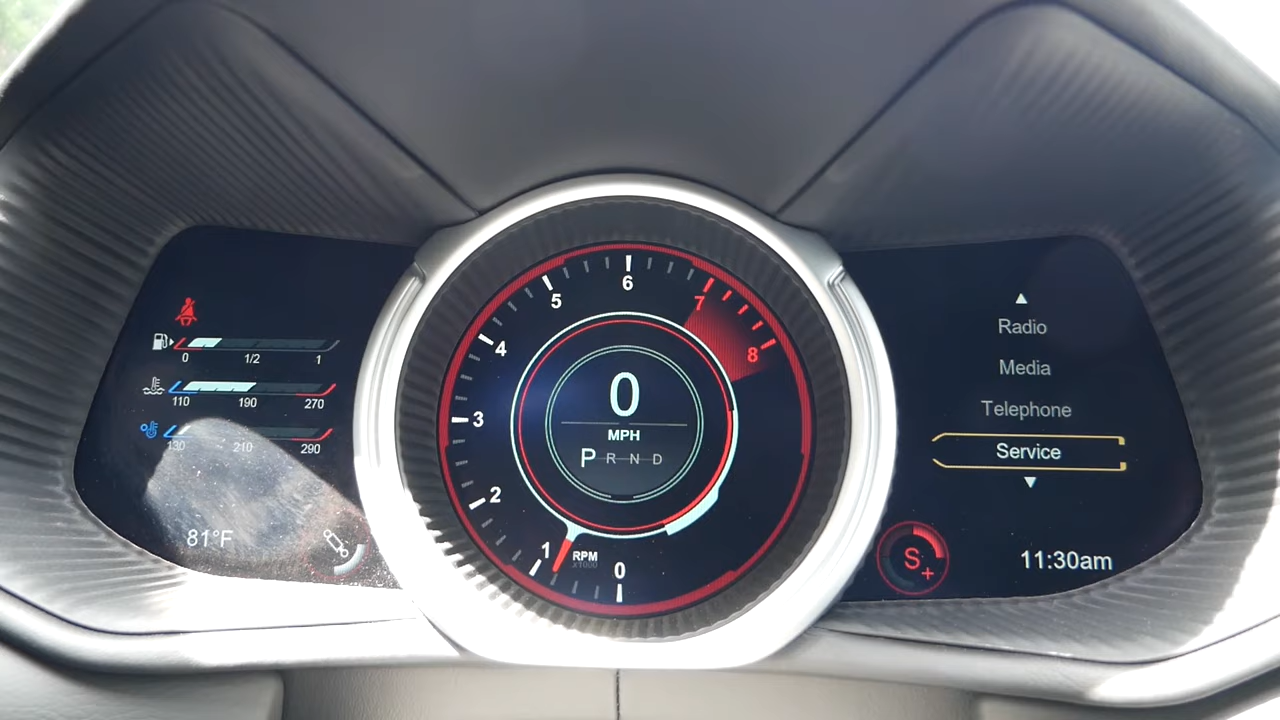 0 1/2 1
110 190 270
130 210 290
81°F
6
5
7
4
8
3
2
1
0
RPM
x1000
0
MPH
P R N D
Radio
Media
Telephone
Service
S+
11:30am